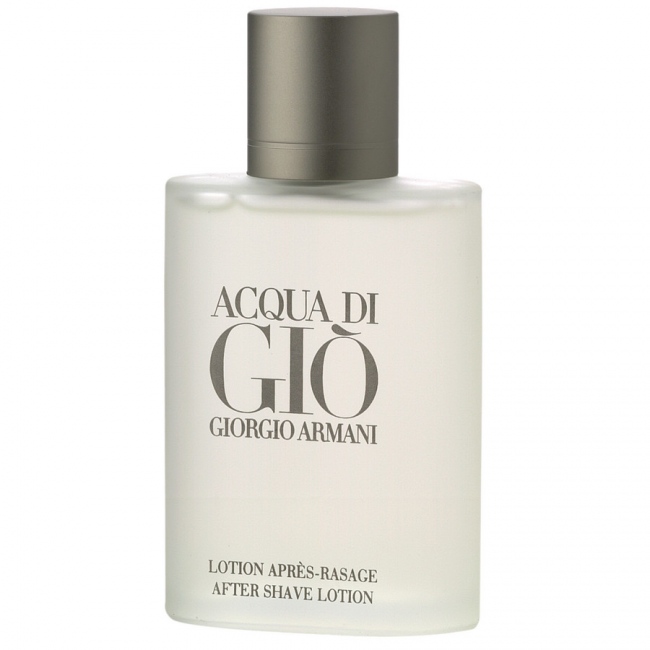 ACQUA DI
GIÒ
GIORGIO ARMANI
LOTION APRÈS-RASAGE
AFTER SHAVE LOTION